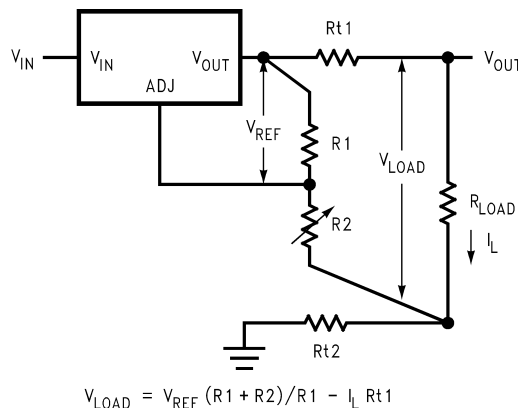 Rt1
V_IN
V_IN
V_OUT
V_OUT
ADJ
V_REF
R1
V_LOAD
R2
R_LOAD
I_L
Rt2
V_LOAD = V_REF (R1 + R2)/R1 − I_L Rt1